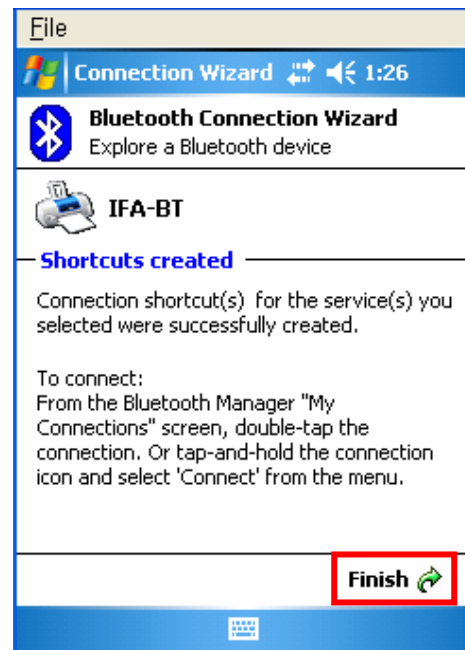 File
Connection Wizard 1:26
Bluetooth Connection Wizard
Explore a Bluetooth device
IFA-BT
Shortcuts created
Connection shortcut(s) for the service(s) you
selected were successfully created.
To connect:
From the Bluetooth Manager "My
Connections" screen, double-tap the
connection. Or tap-and-hold the connection
icon and select 'Connect' from the menu.
Finish